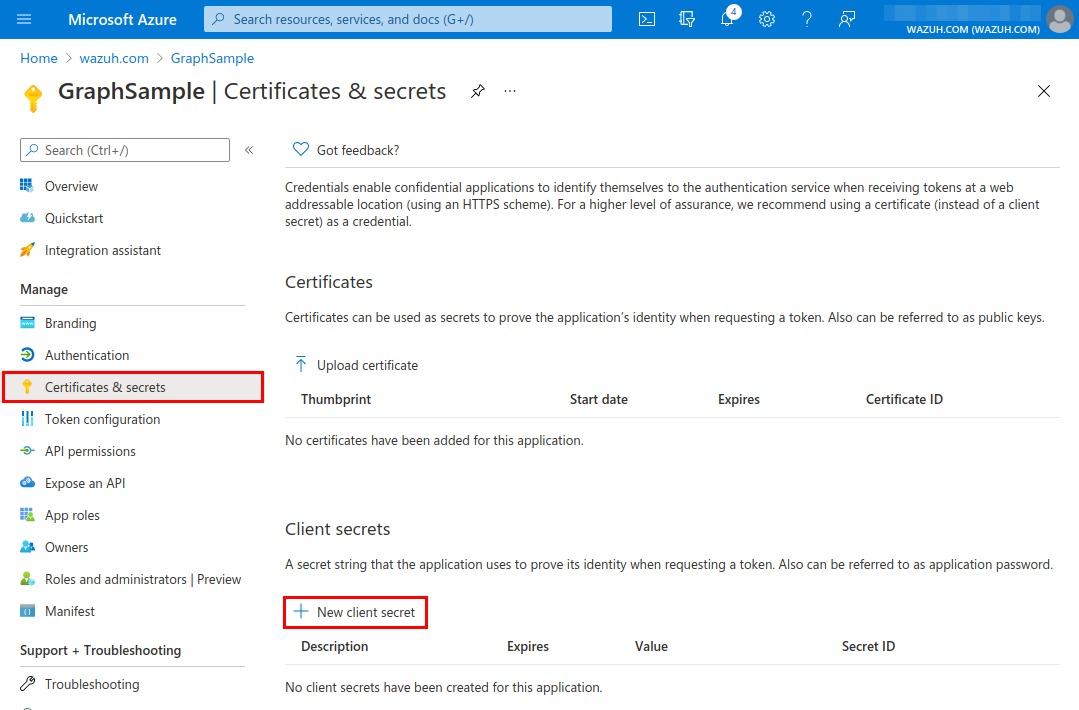 Microsoft Azure
Search resources, services, and docs (G+/)
4
WAZUH.COM (WAZUH.COM)
Home > wazuh.com > GraphSample
GraphSample | Certificates & secrets
Search (Ctrl+/)
Overview
Quickstart
Integration assistant
Manage
Branding
Authentication
Certificates & secrets
Token configuration
API permissions
Expose an API
App roles
Owners
Roles and administrators | Preview
Manifest
Support + Troubleshooting
Troubleshooting
Got feedback?
Credentials enable confidential applications to identify themselves to the authentication service when receiving tokens at a web
addressable location (using an HTTPS scheme). For a higher level of assurance, we recommend using a certificate (instead of a client
secret) as a credential.
Certificates
Certificates can be used as secrets to prove the application's identity when requesting a token. Also can be referred to as public keys.
Upload certificate
Thumbprint Start date Expires Certificate ID
No certificates have been added for this application.
Client secrets
A secret string that the application uses to prove its identity when requesting a token. Also can be referred to as application password.
New client secret
Description Expires Value Secret ID
No client secrets have been created for this application.